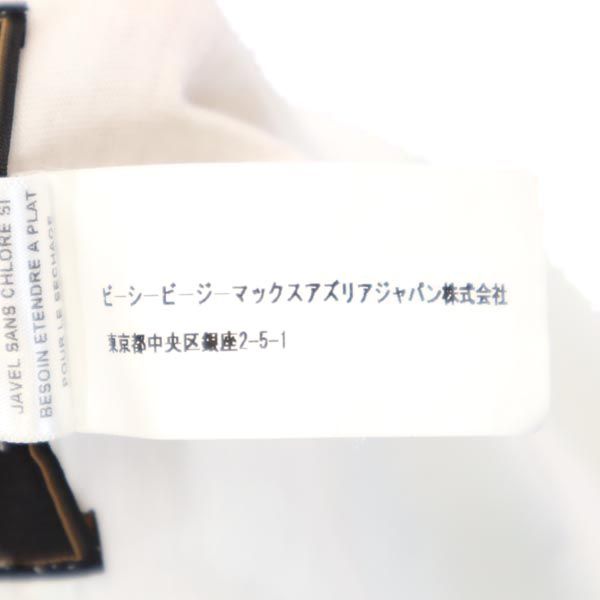 ビーシービージーマックスアズリアジャパン株式会社
東京都中央区銀座2-5-1
JAVEL SANS CHLORE SI
BESOIN ETENDRE A PLAT
POUR LE SECHAGE